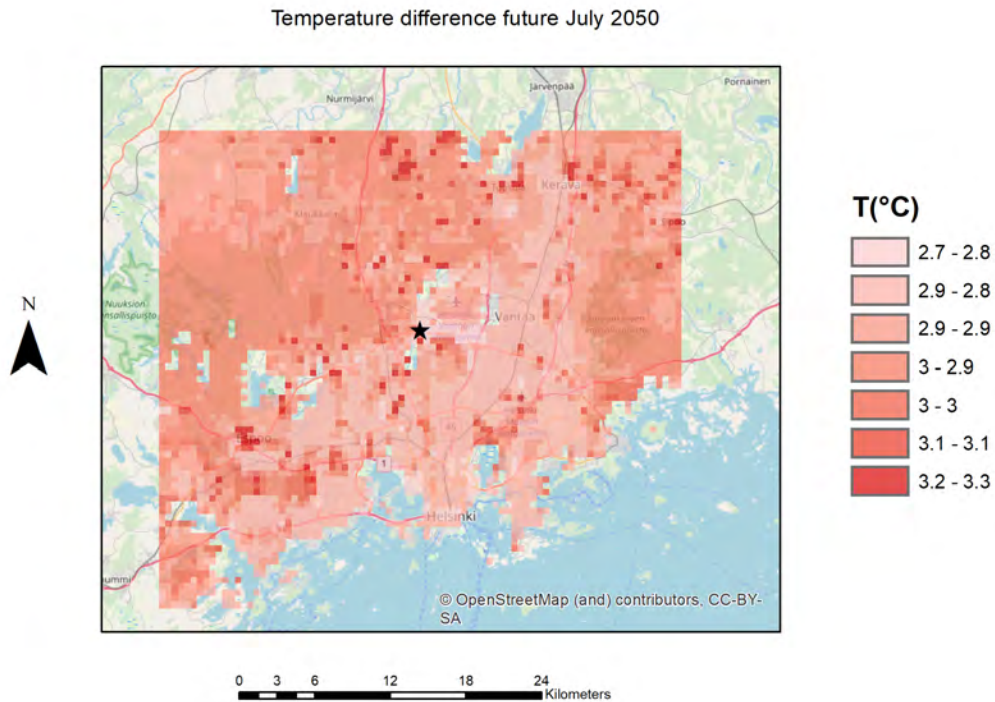 Temperature difference future July 2050
Pornainen
Järvenpää
Nurmijärvi
Kerava
Nuuksion
Vantaa
Espoo
1
Helsinki
© OpenStreetMap (and) contributors, CC-BY-
SA
N
T(°C)
2.7 - 2.8
2.9 - 2.8
2.9 - 2.9
3 - 2.9
3 - 3
3.1 - 3.1
3.2 - 3.3
0 3 6 12 18 24
Kilometers